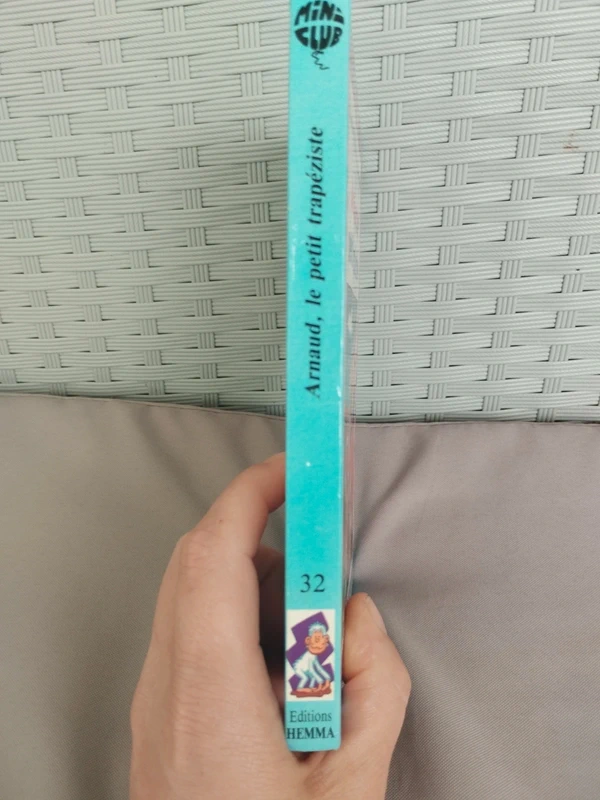 MiNi
CLUB
Arnaud, le petit trapéziste
32
Editions
HEMMA